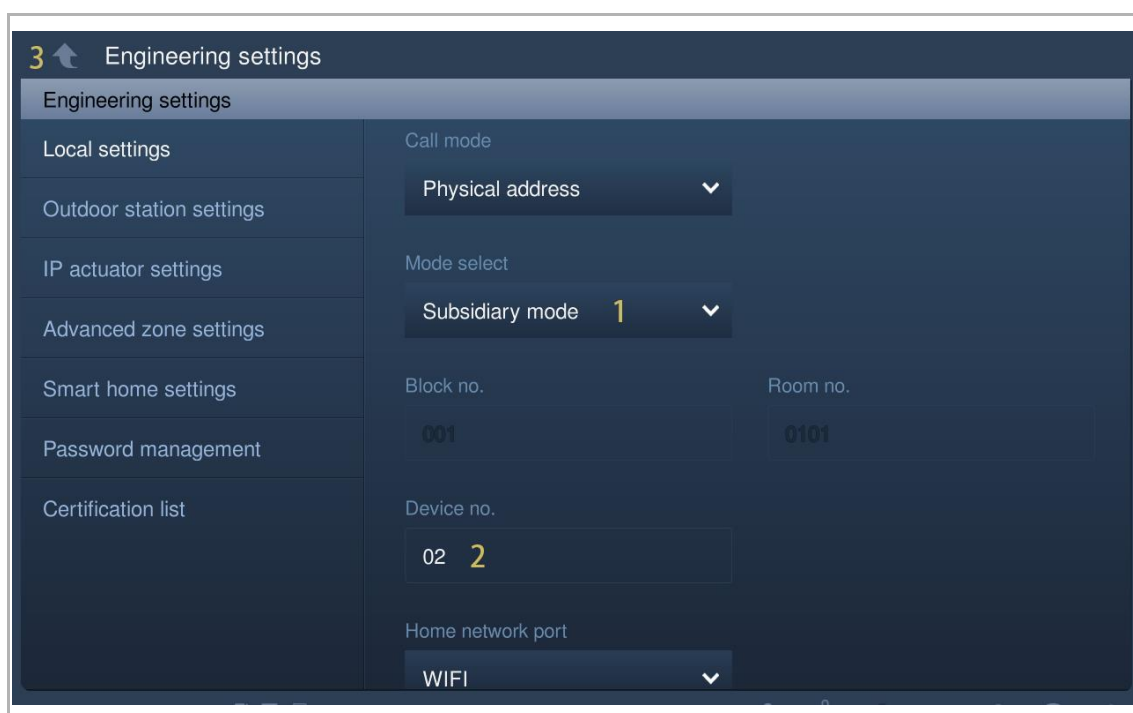 3 Engineering settings
Engineering settings
Local settings
Outdoor station settings
IP actuator settings
Advanced zone settings
Smart home settings
Password management
Certification list
Call mode
Physical address
Mode select
Subsidiary mode 1
Block no. Room no.
001 0101
Device no.
02 2
Home network port
WIFI